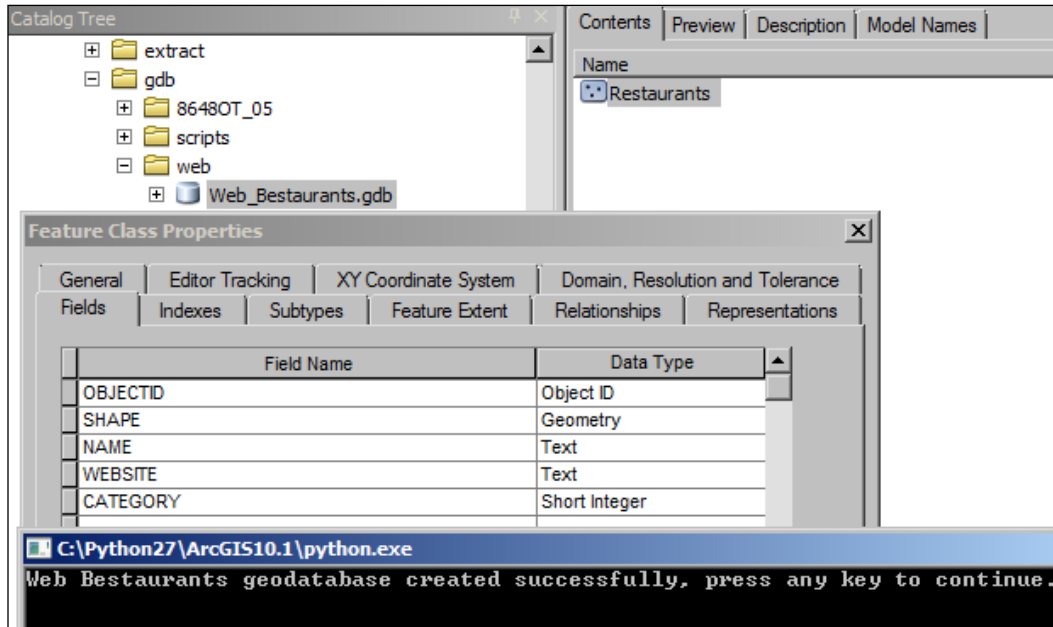 Catalog Tree
extract
gdb
8648OT_05
scripts
web
Web_Bestaurants.gdb
Contents Preview Description Model Names
Name
Restaurants
Feature Class Properties
General Editor Tracking XY Coordinate System Domain, Resolution and Tolerance
Fields Indexes Subtypes Feature Extent Relationships Representations
Field Name Data Type
OBJECTID Object ID
SHAPE Geometry
NAME Text
WEBSITE Text
CATEGORY Short Integer
C:\Python27\ArcGIS10.1\python.exe
Web Bestaurants geodatabase created successfully, press any key to continue.